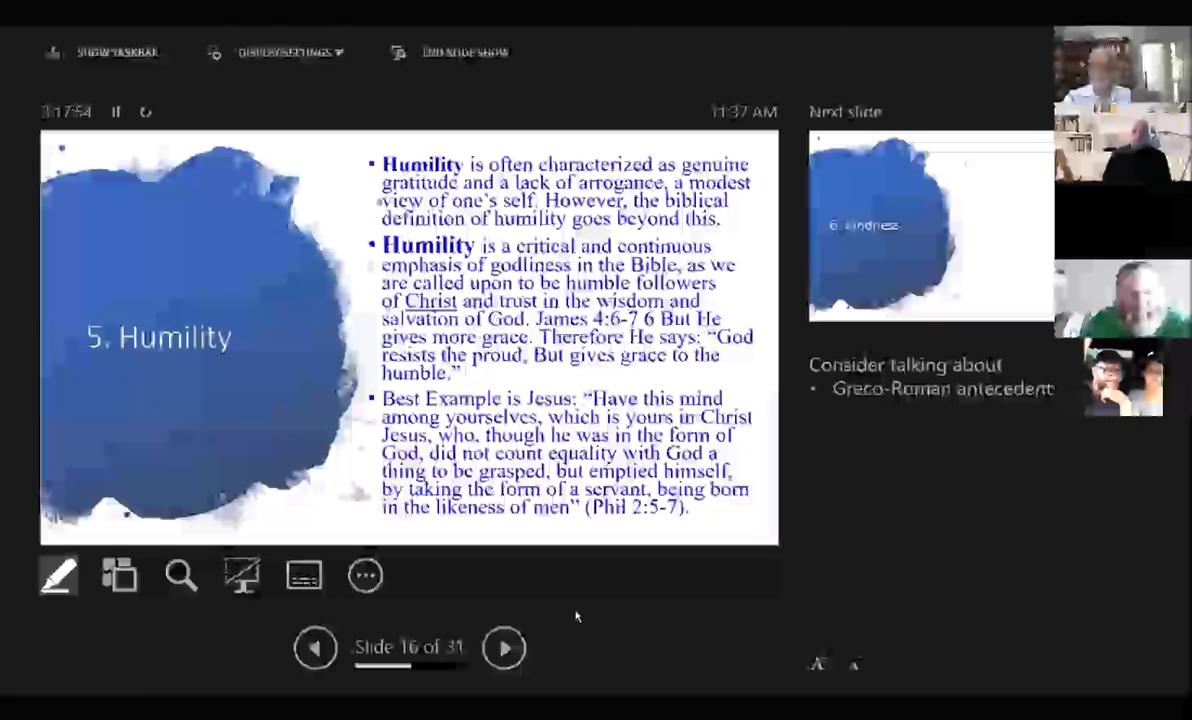 SHOW TASKBAR
DISPLAY SETTINGS
END SLIDE SHOW
3:17:54
11:37 AM
Next slide
5. Humility
▪ Humility is often characterized as genuine
gratitude and a lack of arrogance, a modest
view of one's self. However, the biblical
definition of humility goes beyond this.
• Humility is a critical and continuous
emphasis of godliness in the Bible, as we
are called upon to be humble followers
of Christ and trust in the wisdom and
salvation of God. James 4:6-7 6 But He
gives more grace. Therefore He says: “God
resists the proud, But gives grace to the
humble.”
▪ Best Example is Jesus: “Have this mind
among yourselves, which is yours in Christ
Jesus, who, though he was in the form of
God, did not count equality with God a
thing to be grasped, but emptied himself,
by taking the form of a servant, being born
in the likeness of men” (Phil 2:5-7).
6. Kindness
Consider talking about
• Greco-Roman antecedent
Slide 16 of 31
A A